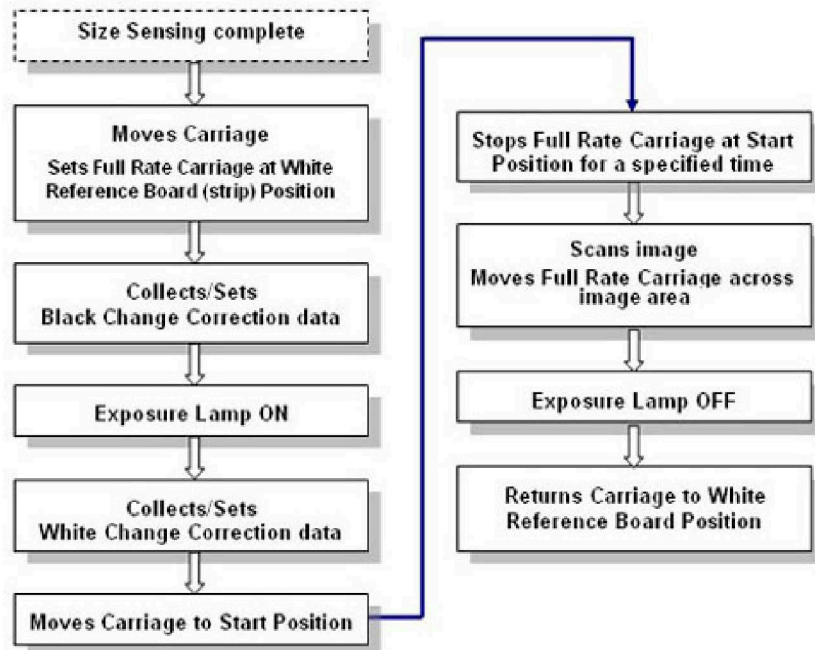 Size Sensing complete
Moves Carriage
Sets Full Rate Carriage at White
Reference Board (strip) Position
Collects/Sets
Black Change Correction data
Exposure Lamp ON
Collects/Sets
White Change Correction data
Moves Carriage to Start Position
Stops Full Rate Carriage at Start
Position for a specified time
Scans image
Moves Full Rate Carriage across
image area
Exposure Lamp OFF
Returns Carriage to White
Reference Board Position